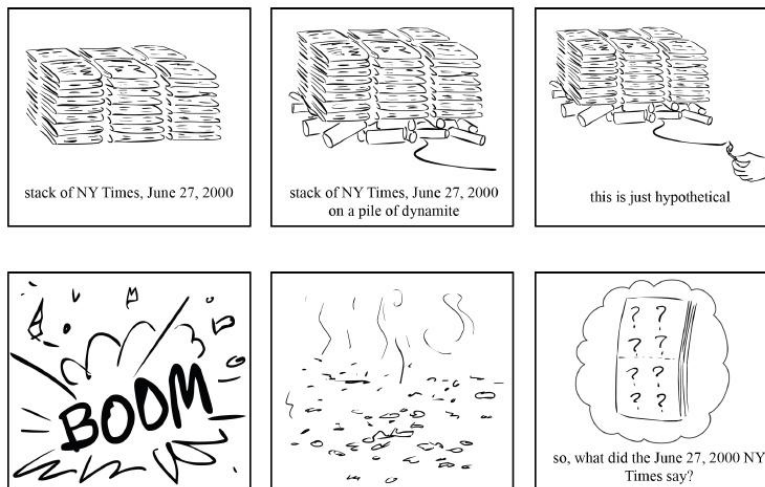 stack of NY Times, June 27, 2000
stack of NY Times, June 27, 2000
on a pile of dynamite
this is just hypothetical
BOOM
? ?
? ?
? ?
? ?
so, what did the June 27, 2000 NY
Times say?